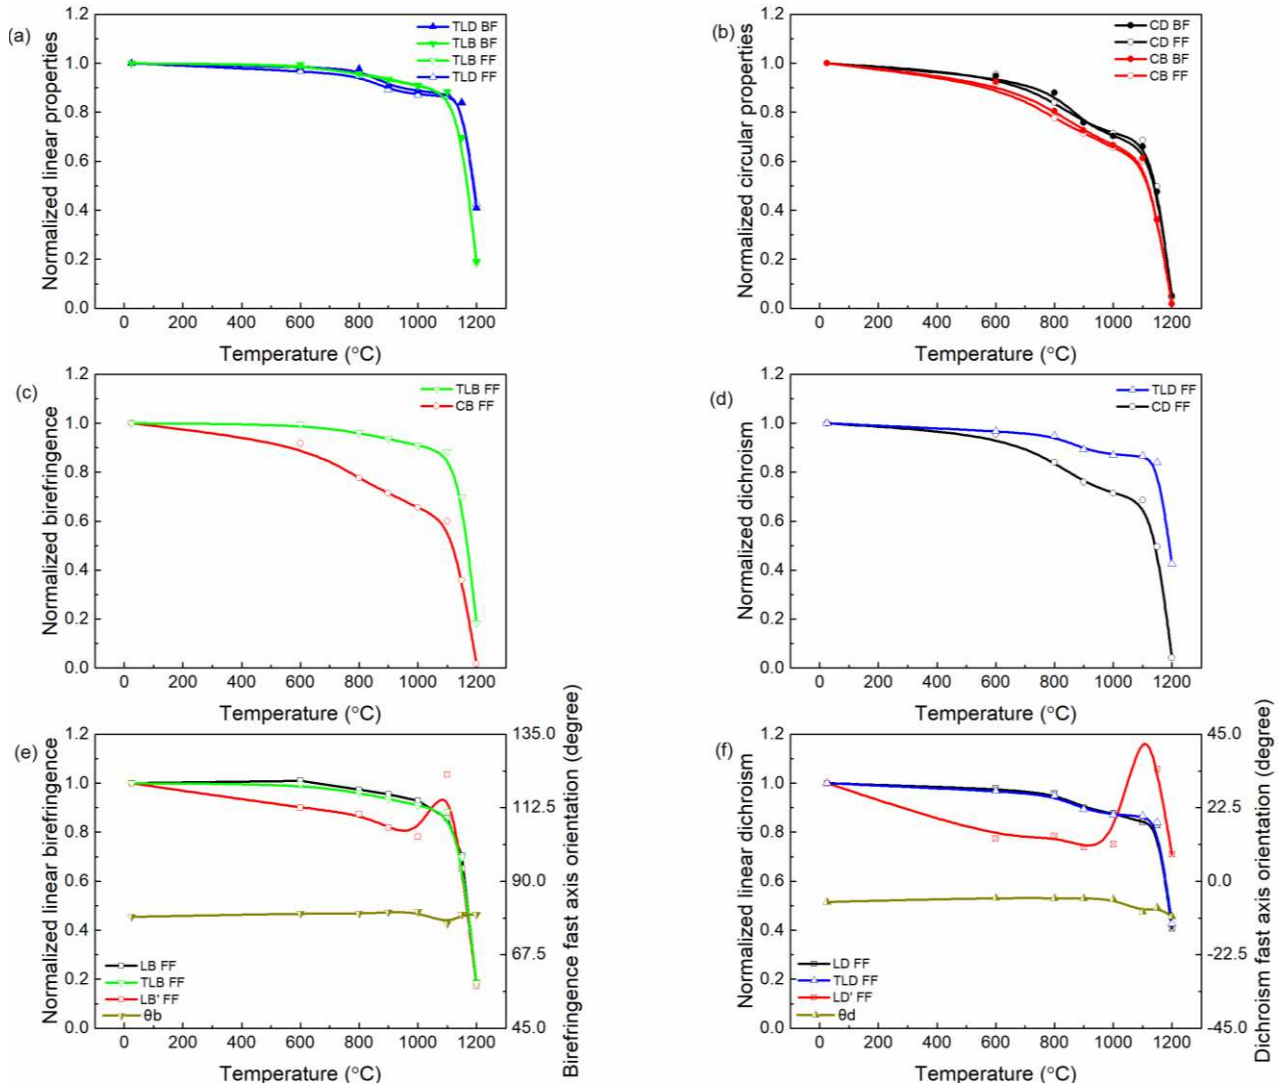 (a)
Normalized linear properties
1.2
1.0
0.8
0.6
0.4
0.2
0.0
TLD BF
TLB BF
TLB FF
TLD FF
0 200 400 600 800 1000 1200
Temperature (°C)
(b)
Normalized circular properties
1.2
1.0
0.8
0.6
0.4
0.2
0.0
CD BF
CD FF
CB BF
CB FF
0 200 400 600 800 1000 1200
Temperature (°C)
(c)
Normalized birefringence
1.2
1.0
0.8
0.6
0.4
0.2
0.0
TLB FF
CB FF
0 200 400 600 800 1000 1200
Temperature (°C)
(d)
Normalized dichroism
1.2
1.0
0.8
0.6
0.4
0.2
0.0
TLD FF
CD FF
0 200 400 600 800 1000 1200
Temperature (°C)
(e)
Normalized linear birefringence
1.2
1.0
0.8
0.6
0.4
0.2
0.0
LB FF
TLB FF
LB' FF
θb
135.0
112.5
90.0
67.5
45.0
Birefringence fast axis orientation (degree)
0 200 400 600 800 1000 1200
Temperature (°C)
(f)
Normalized linear dichroism
1.2
1.0
0.8
0.6
0.4
0.2
0.0
LD FF
TLD FF
LD' FF
θd
45.0
22.5
0.0
-22.5
-45.0
Dichroism fast axis orientation (degree)
0 200 400 600 800 1000 1200
Temperature (°C)